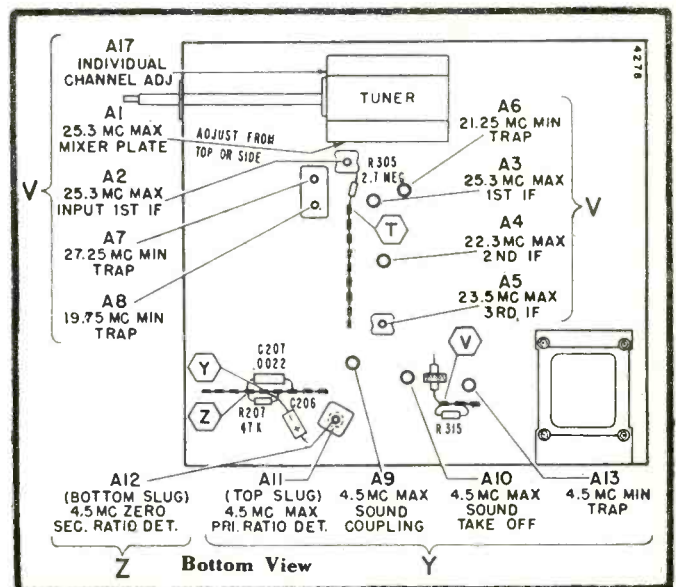 A17
INDIVIDUAL
CHANNEL ADJ
A1
25.3 MC MAX
MIXER PLATE
A2
25.3 MC MAX
INPUT 1ST IF
A7
27.25 MC MIN
TRAP
A8
19.75 MC MIN
TRAP
V
TUNER
ADJUST FROM
TOP OR SIDE
R305
2.7 MEG
T
4276
A6
21.25 MC MIN
TRAP
A3
25.3 MC MAX
1ST IF
A4
22.3 MC MAX
2ND IF
A5
23.5 MC MAX
3RD IF
V
C207
.0022
Y
Z
R207
47K
C206
V
R315
A12
(BOTTOM SLUG)
4.5 MC ZERO
SEC. RATIO DET.
A11
(TOP SLUG)
4.5 MC MAX
PRI. RATIO DET.
A9
4.5 MC MAX
SOUND
COUPLING
A10
4.5 MC MAX
SOUND
TAKE OFF
A13
4.5 MC MIN
TRAP
Z
Bottom View
Y